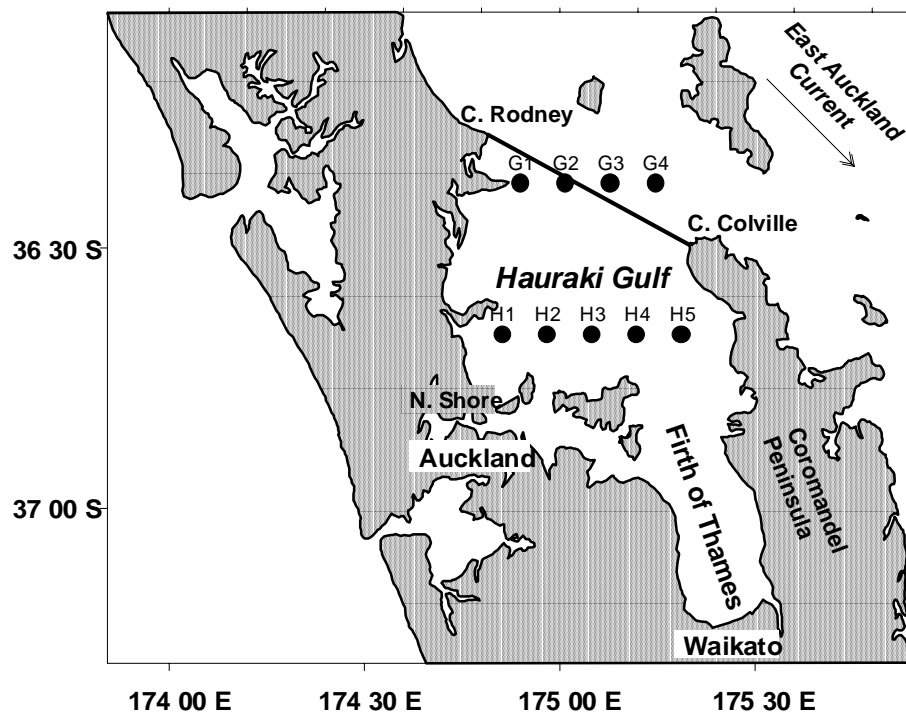 East Auckland
Current
C. Rodney
G1 G2 G3 G4
C. Colville
36 30 S
Hauraki Gulf
H1 H2 H3 H4 H5
N. Shore
Auckland
Firth of Thames
Coromandel
Peninsula
37 00 S
Waikato
174 00 E 174 30 E 175 00 E 175 30 E